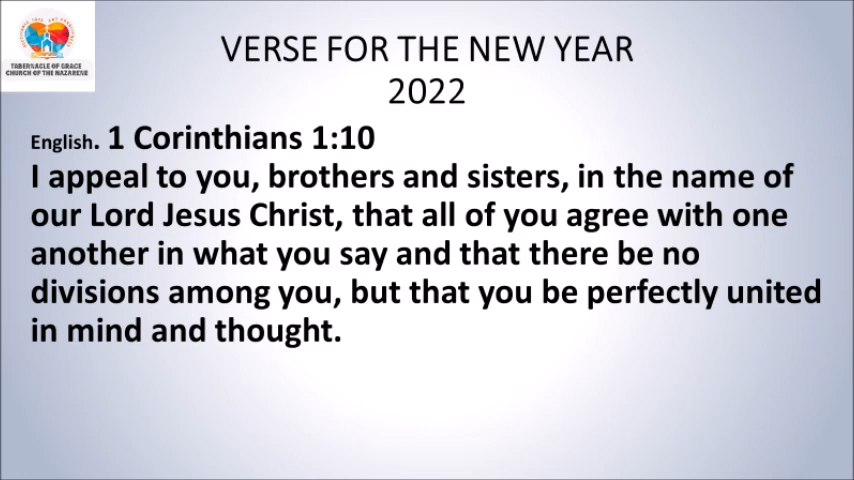 TABERNACLE OF GRACE
CHURCH OF THE NAZARENE
VERSE FOR THE NEW YEAR
2022
English. 1 Corinthians 1:10
I appeal to you, brothers and sisters, in the name of
our Lord Jesus Christ, that all of you agree with one
another in what you say and that there be no
divisions among you, but that you be perfectly united
in mind and thought.